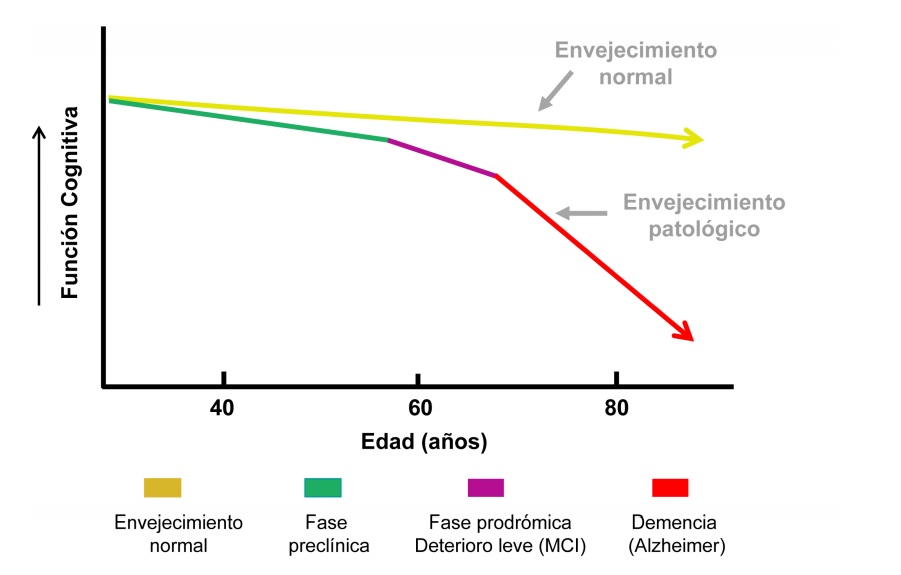 Envejecimiento
normal
Función Cognitiva
Envejecimiento
patológico
40
60
80
Edad (años)
Envejecimiento
normal
Fase
preclínica
Fase prodrómica
Deterioro leve (MCI)
Demencia
(Alzheimer)